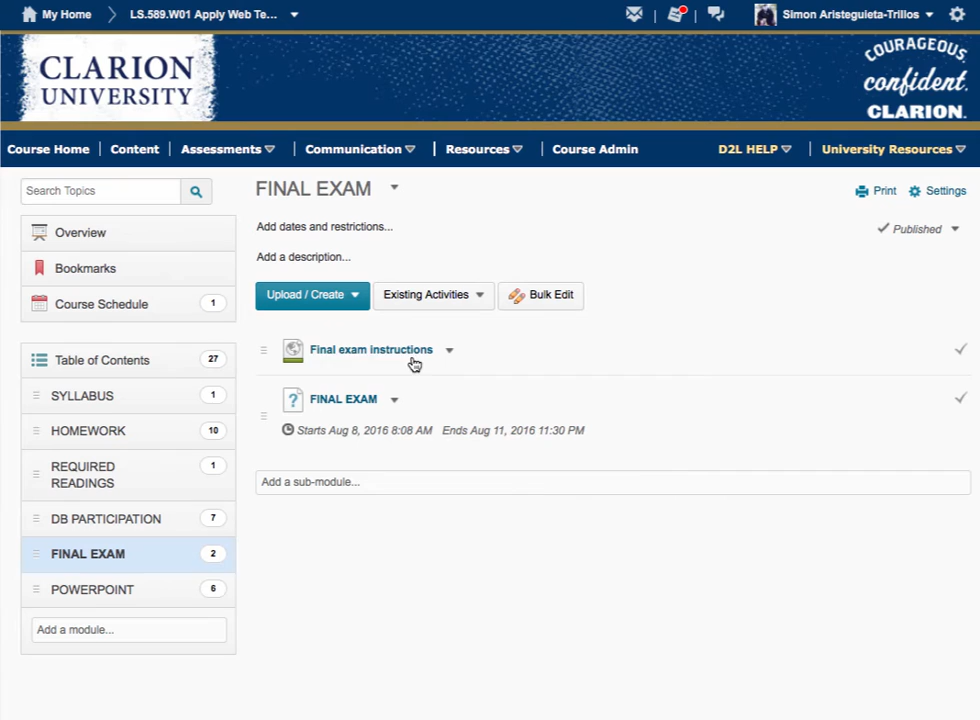 My Home
LS.589.W01 Apply Web Te...
Simon Aristeguieta-Trillos
CLARION
UNIVERSITY
COURAGEOUS.
confident.
CLARION.
Course Home
Content
Assessments
Communication
Resources
Course Admin
D2L HELP
University Resources
Search Topics
FINAL EXAM
Print
Settings
Add dates and restrictions...
Published
Add a description...
Overview
Bookmarks
Course Schedule 1
Upload / Create
Existing Activities
Bulk Edit
Final exam instructions
FINAL EXAM
Starts Aug 8, 2016 8:08 AM Ends Aug 11, 2016 11:30 PM
Add a sub-module...
Table of Contents 27
SYLLABUS 1
HOMEWORK 10
REQUIRED 1
READINGS
DB PARTICIPATION 7
FINAL EXAM 2
POWERPOINT 6
Add a module...